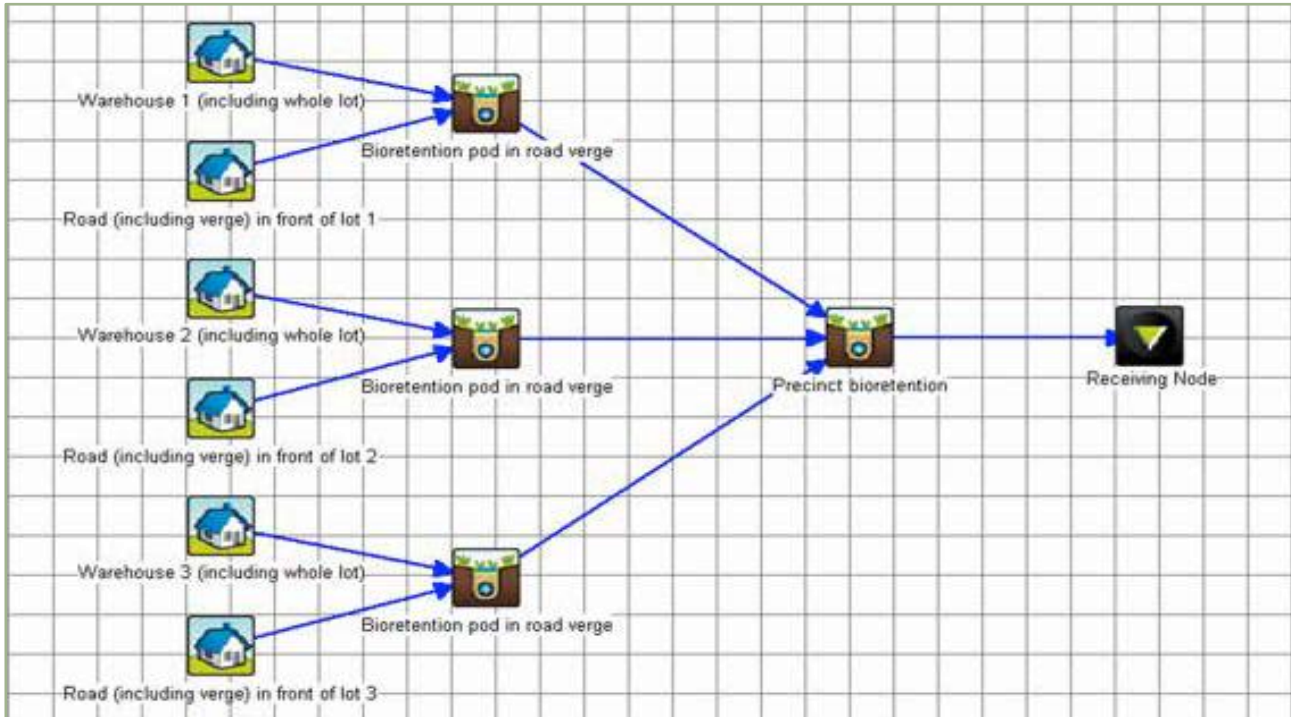 Warehouse 1 (including whole lot)
Bioretention pod in road verge
Road (including verge) in front of lot 1
Warehouse 2 (including whole lot)
Bioretention pod in road verge
Precinct bioretention
Receiving Node
Road (including verge) in front of lot 2
Warehouse 3 (including whole lot)
Bioretention pod in road verge
Road (including verge) in front of lot 3